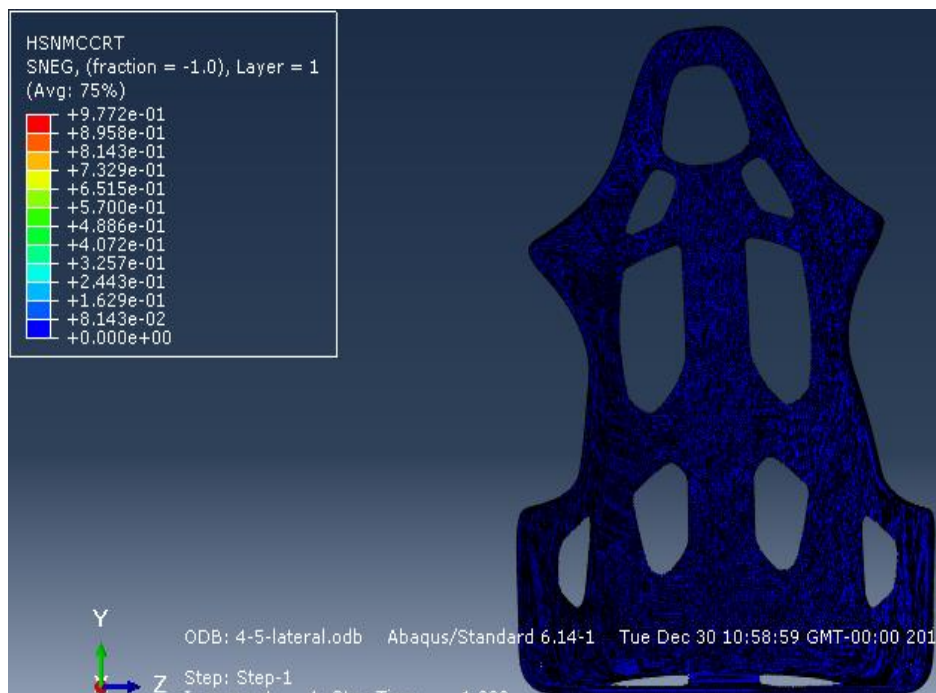 HSNMCCRT
SNEG, (fraction = -1.0), Layer = 1
(Avg: 75%)
+9.772e-01
+8.958e-01
+8.143e-01
+7.329e-01
+6.515e-01
+5.700e-01
+4.886e-01
+4.072e-01
+3.257e-01
+2.443e-01
+1.629e-01
+8.143e-02
+0.000e+00
Y
Z
ODB: 4-5-lateral.odb Abaqus/Standard 6.14-1 Tue Dec 30 10:58:59 GMT-00:00 201
Step: Step-1